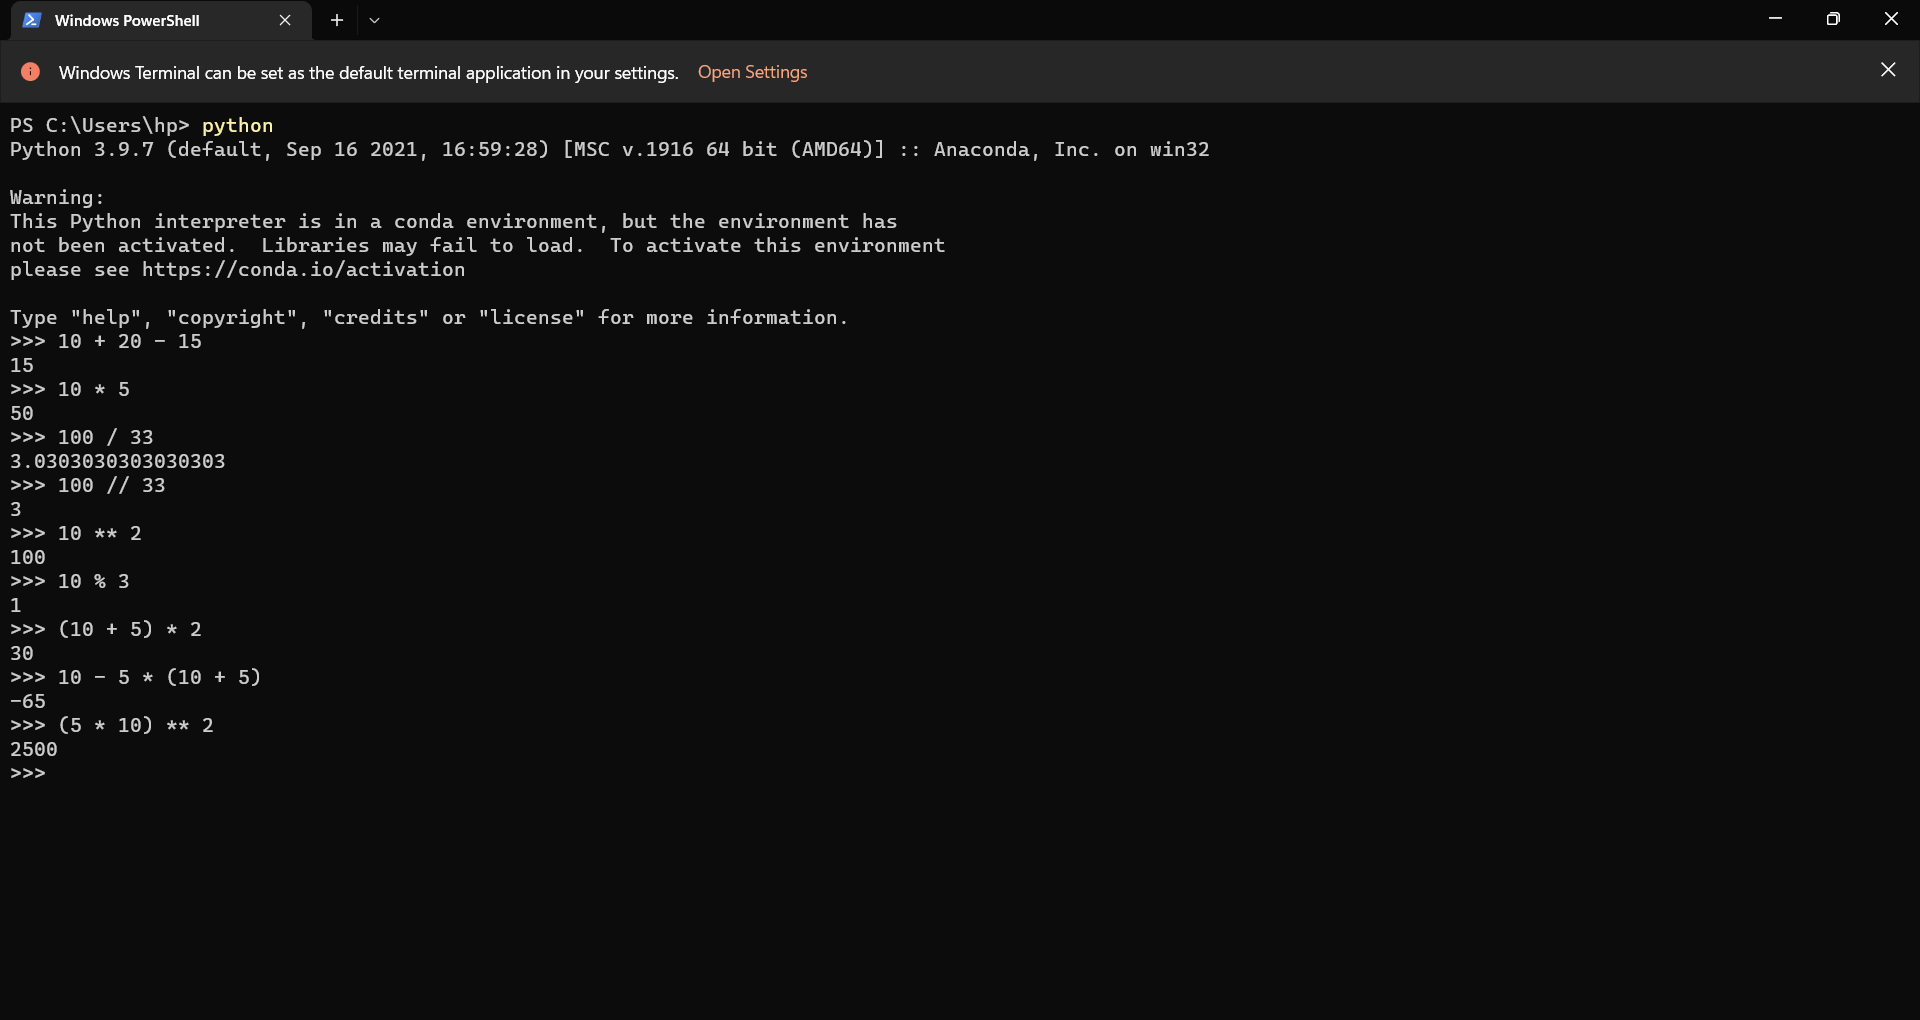 Windows PowerShell
Windows Terminal can be set as the default terminal application in your settings. Open Settings
PS C:\Users\hp> python
Python 3.9.7 (default, Sep 16 2021, 16:59:28) [MSC v.1916 64 bit (AMD64)] :: Anaconda, Inc. on win32
Warning:
This Python interpreter is in a conda environment, but the environment has
not been activated.  Libraries may fail to load.  To activate this environment
please see https://conda.io/activation
Type "help", "copyright", "credits" or "license" for more information.
>>> 10 + 20 - 15
15
>>> 10 * 5
50
>>> 100 / 33
3.0303030303030303
>>> 100 // 33
3
>>> 10 ** 2
100
>>> 10 % 3
1
>>> (10 + 5) * 2
30
>>> 10 - 5 * (10 + 5)
-65
>>> (5 * 10) ** 2
2500
>>>